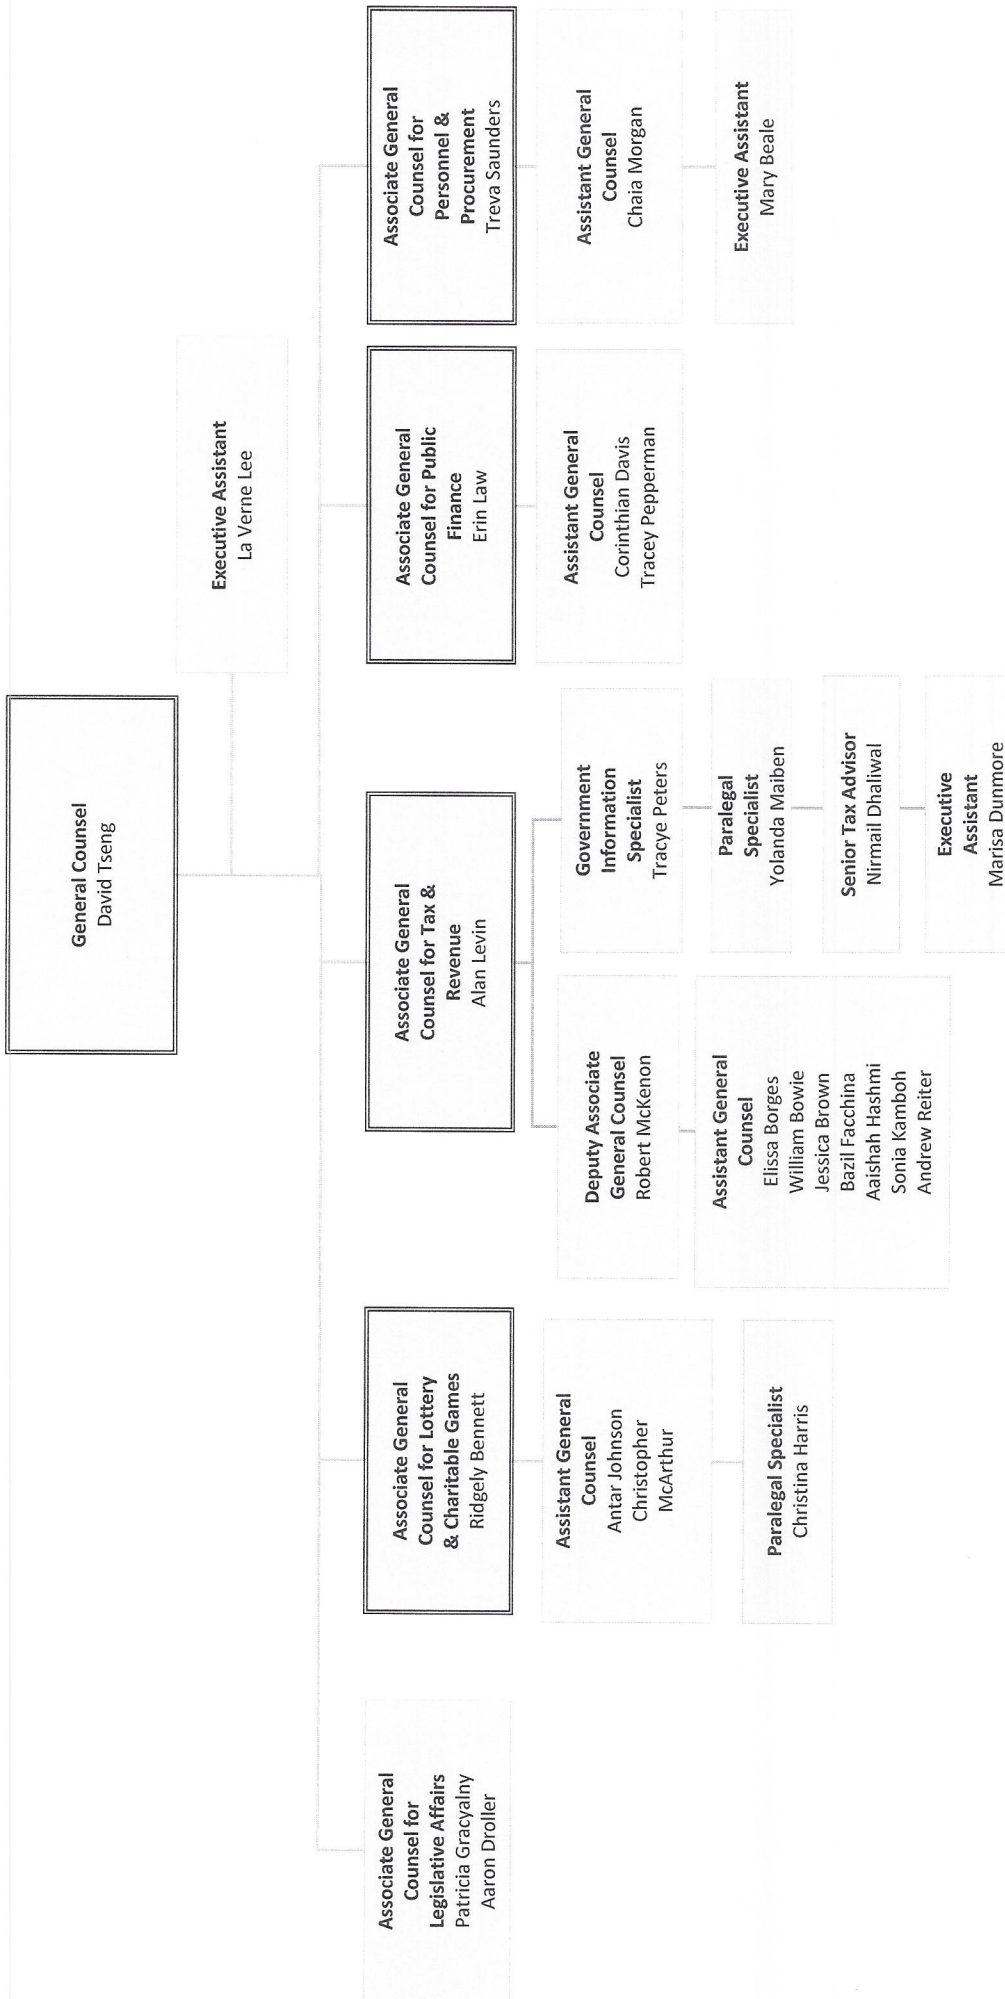 General Counsel
David Tseng
Executive Assistant
La Verne Lee
Associate General
Counsel for
Legislative Affairs
Patricia Gracyalny
Aaron Droller
Associate General
Counsel for Lottery
& Charitable Games
Ridgely Bennett
Assistant General
Counsel
Antar Johnson
Christopher
McArthur
Paralegal Specialist
Christina Harris
Associate General
Counsel for Tax &
Revenue
Alan Levin
Deputy Associate
General Counsel
Robert McKenon
Assistant General
Counsel
Elissa Borges
William Bowie
Jessica Brown
Bazil Facchina
Aaishah Hashmi
Sonia Kamboh
Andrew Reiter
Government
Information
Specialist
Tracye Peters
Paralegal
Specialist
Yolanda Maiben
Senior Tax Advisor
Nirmail Dhaliwal
Executive
Assistant
Marisa Dunmore
Associate General
Counsel for Public
Finance
Erin Law
Assistant General
Counsel
Corinthian Davis
Tracey Pepperman
Associate General
Counsel for
Personnel &
Procurement
Treva Saunders
Assistant General
Counsel
Chaia Morgan
Executive Assistant
Mary Beale